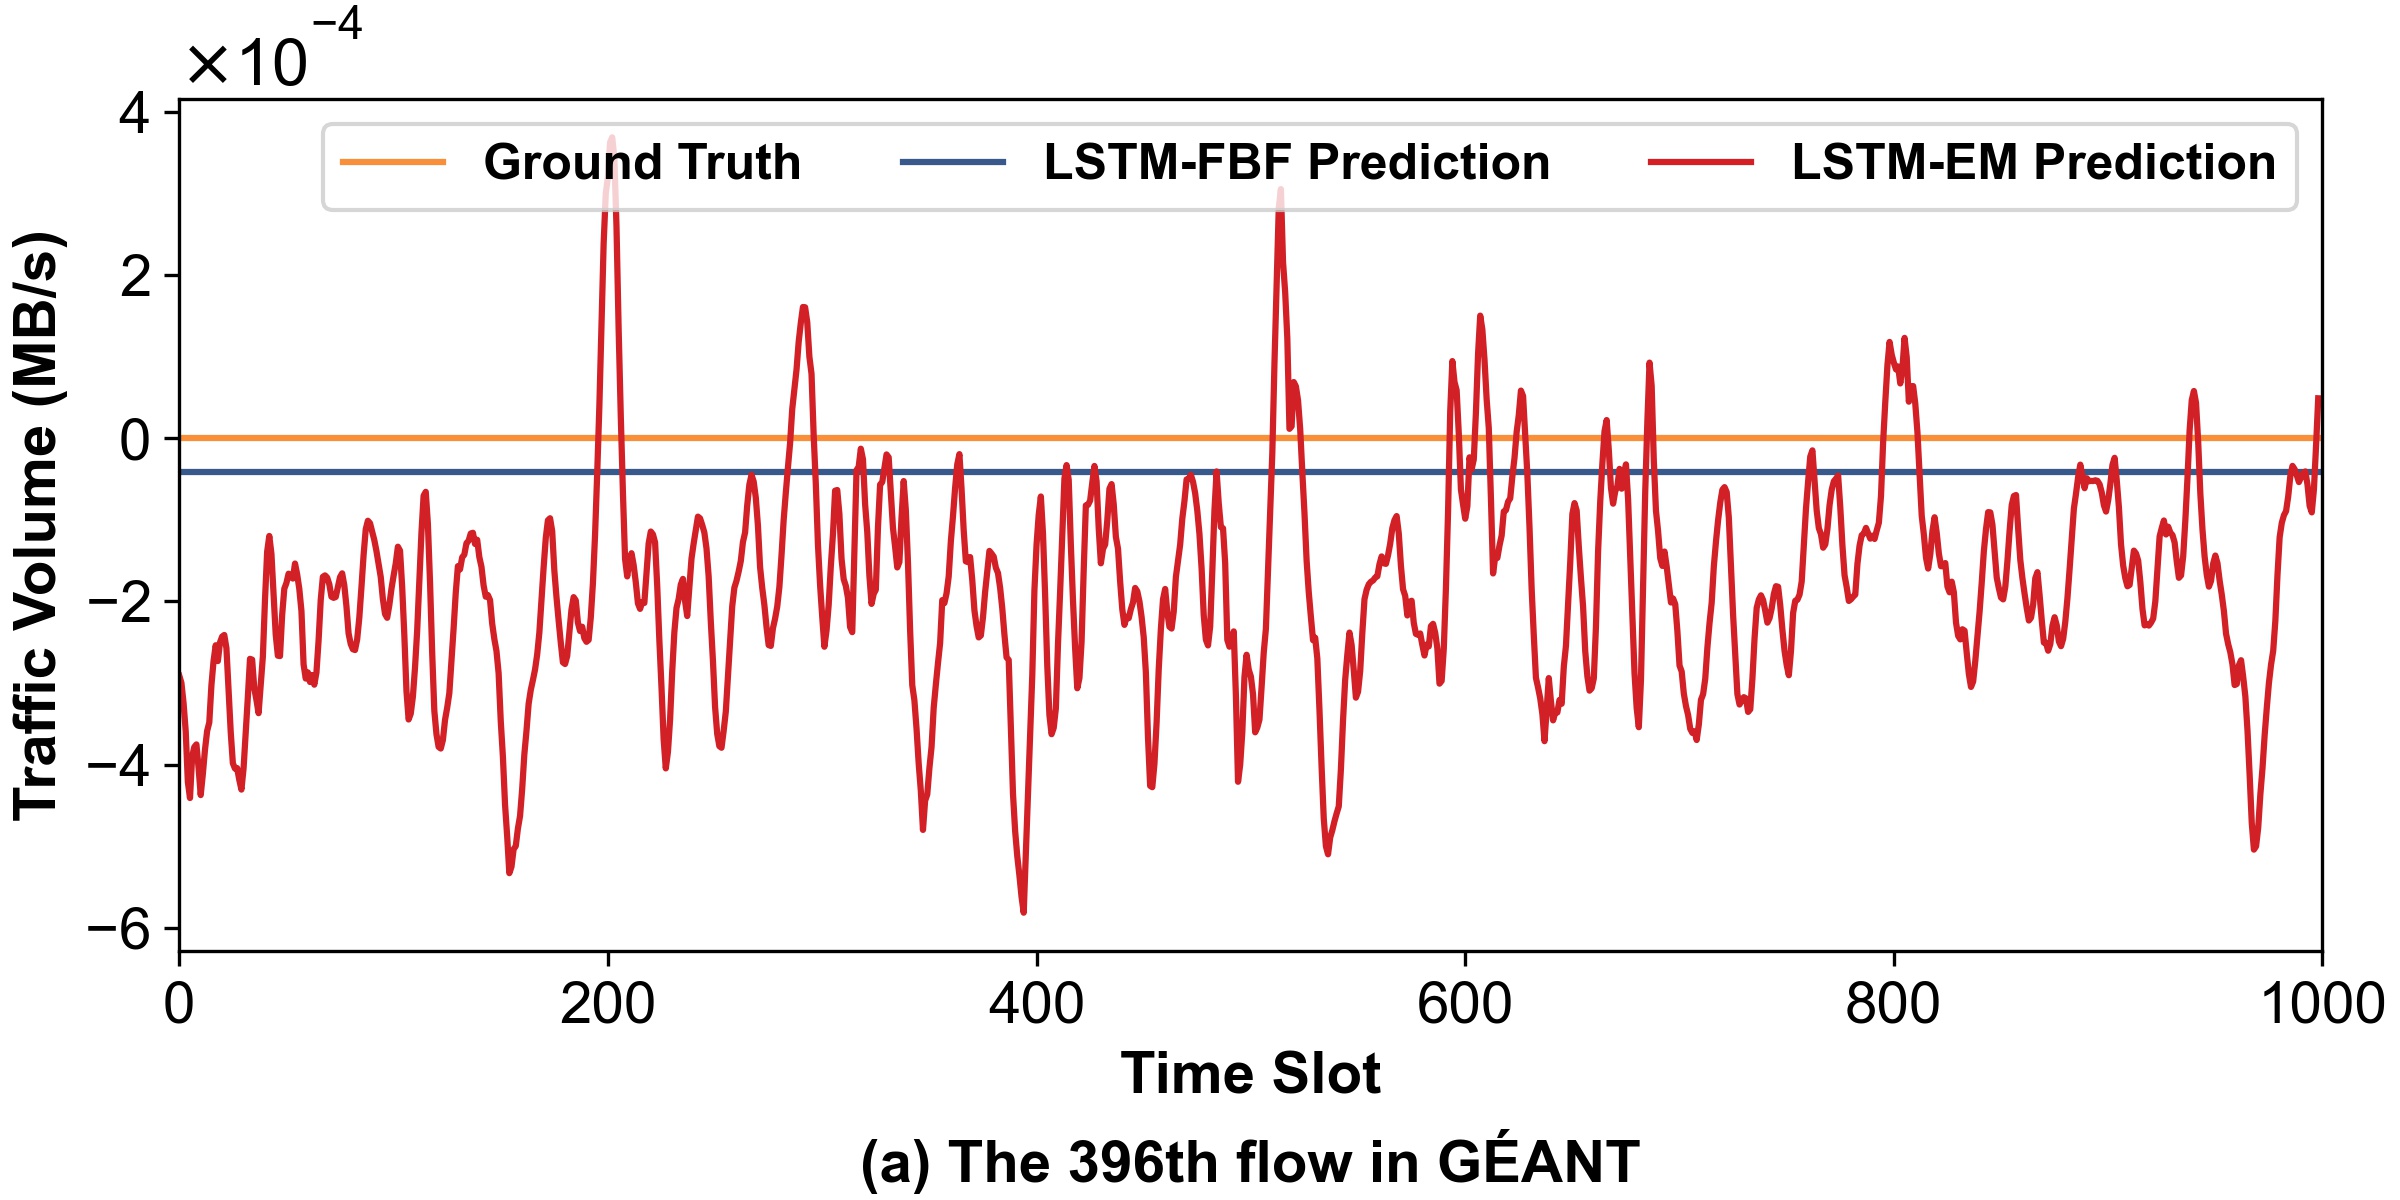 ×10⁻⁴
4
2
0
−2
−4
−6
Traffic Volume (MB/s)
Ground Truth LSTM-FBF Prediction LSTM-EM Prediction
0 200 400 600 800 1000
Time Slot
(a) The 396th flow in GÉANT